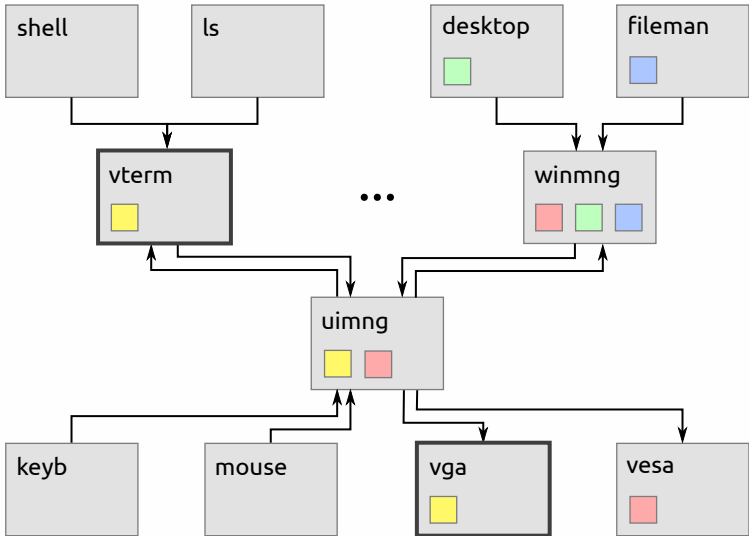 shell
ls
desktop
fileman
vterm
...
winmng
uimng
keyb
mouse
vga
vesa